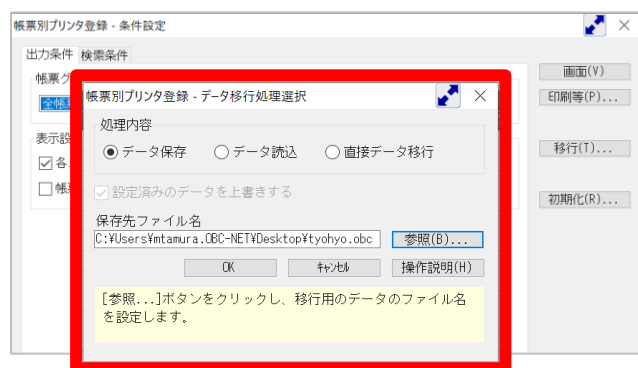 帳票別プリンタ登録 - 条件設定
出力条件 検索条件
帳票グ
全帳
表示設
各
帳
画面(V)
印刷等(P)...
移行(T)...
初期化(R)...
帳票別プリンタ登録 - データ移行処理選択
処理内容
データ保存 データ読込 直接データ移行
設定済みのデータを上書きする
保存先ファイル名
C:¥Users¥mtamura.OBC-NET¥Desktop¥tyohyo.obc 参照(B)...
OK キャンセル 操作説明(H)
[参照...]ボタンをクリックし、移行用のデータのファイル名
を設定します。